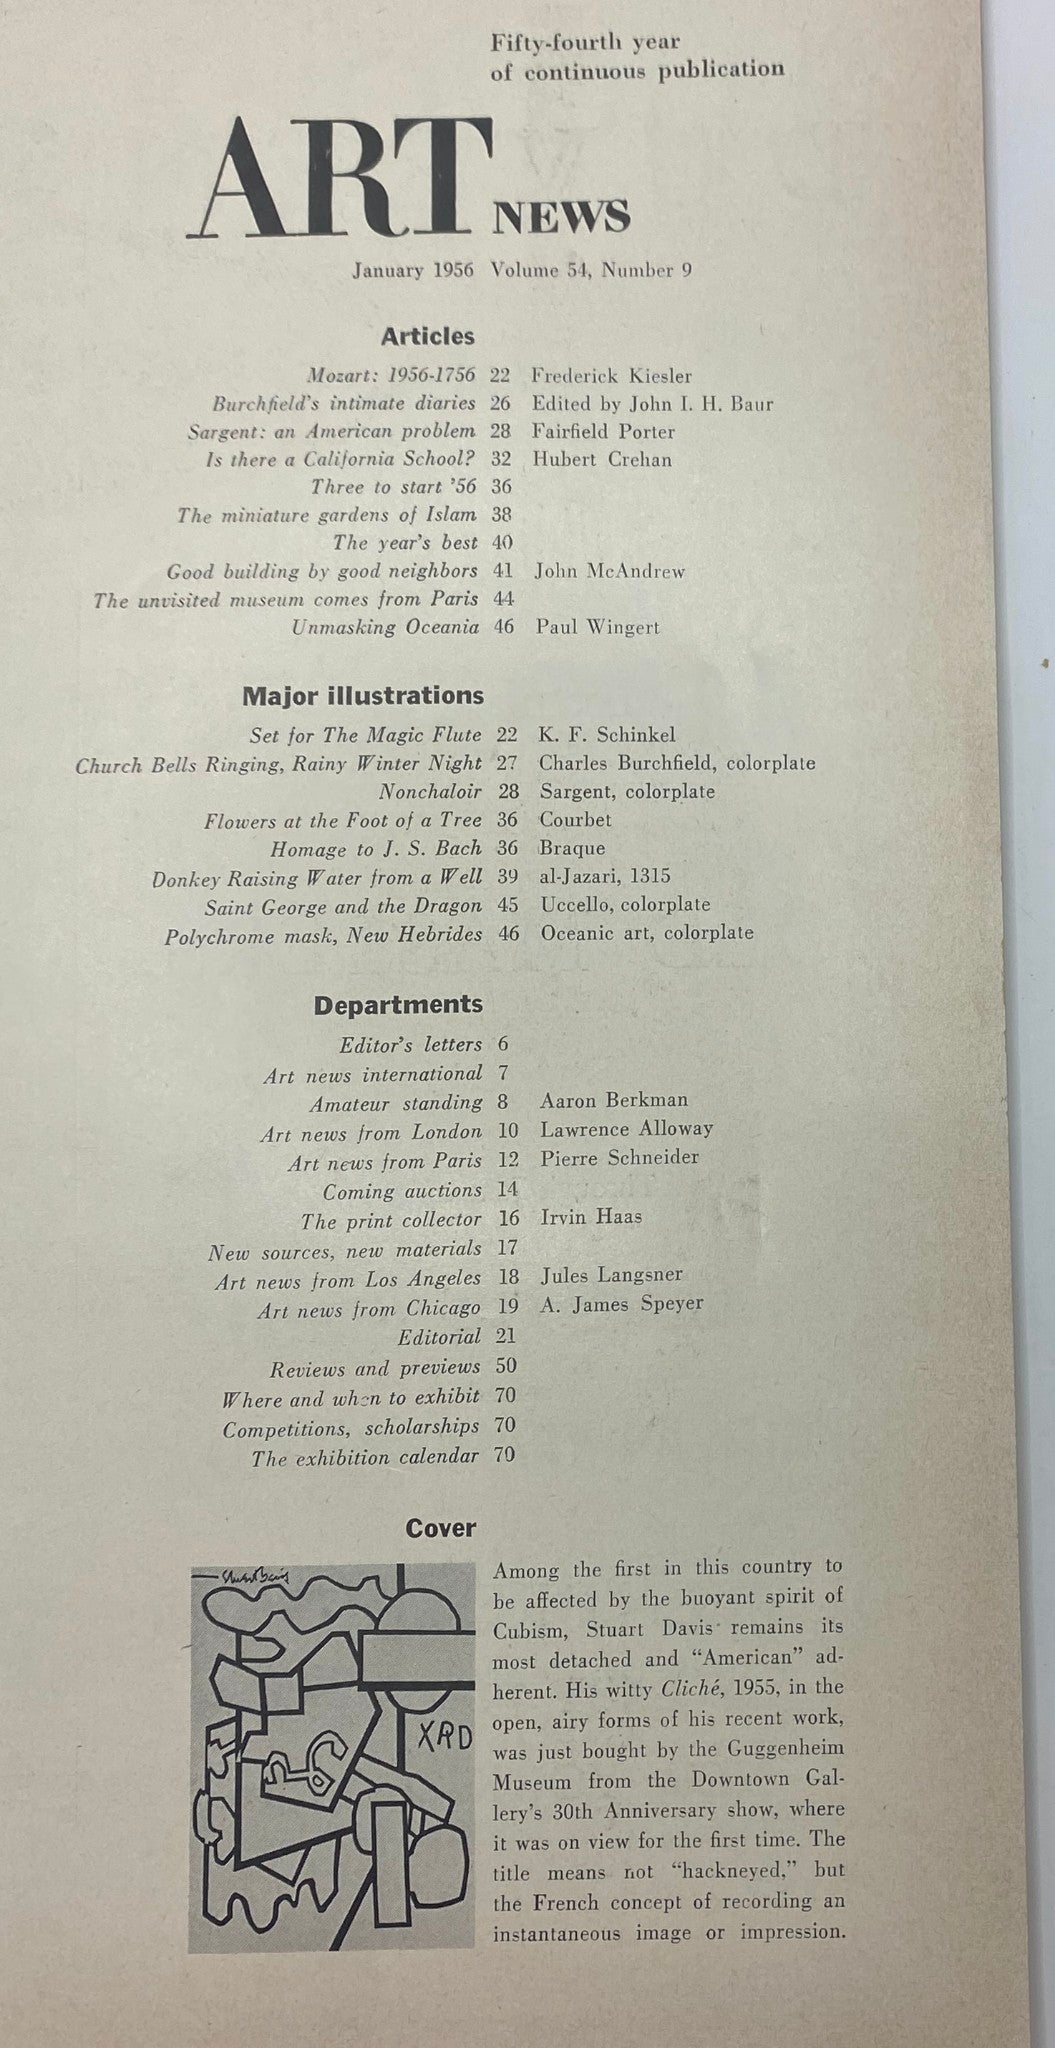 Fifty-fourth year
of continuous publication
ART NEWS
January 1956 Volume 54, Number 9
Articles
Mozart: 1956-1756 22 Frederick Kiesler
Burchfield's intimate diaries 26 Edited by John I. H. Baur
Sargent: an American problem 28 Fairfield Porter
Is there a California School? 32 Hubert Crehan
Three to start '56 36
The miniature gardens of Islam 38
The year's best 40
Good building by good neighbors 41 John McAndrew
The unvisited museum comes from Paris 44
Unmasking Oceania 46 Paul Wingert
Major illustrations
Set for The Magic Flute 22 K. F. Schinkel
Church Bells Ringing, Rainy Winter Night 27 Charles Burchfield, colorplate
Nonchaloir 28 Sargent, colorplate
Flowers at the Foot of a Tree 36 Courbet
Homage to J. S. Bach 36 Braque
Donkey Raising Water from a Well 39 al-Jazari, 1315
Saint George and the Dragon 45 Uccello, colorplate
Polychrome mask, New Hebrides 46 Oceanic art, colorplate
Departments
Editor's letters 6
Art news international 7
Amateur standing 8 Aaron Berkman
Art news from London 10 Lawrence Alloway
Art news from Paris 12 Pierre Schneider
Coming auctions 14
The print collector 16 Irvin Haas
New sources, new materials 17
Art news from Los Angeles 18 Jules Langsner
Art news from Chicago 19 A. James Speyer
Editorial 21
Reviews and previews 50
Where and when to exhibit 70
Competitions, scholarships 70
The exhibition calendar 70
Cover
Stuart Davis
XRD
Among the first in this country to
be affected by the buoyant spirit of
Cubism, Stuart Davis remains its
most detached and "American" ad-
herent. His witty Cliché, 1955, in the
open, airy forms of his recent work,
was just bought by the Guggenheim
Museum from the Downtown Gal-
lery's 30th Anniversary show, where
it was on view for the first time. The
title means not "hackneyed," but
the French concept of recording an
instantaneous image or impression.